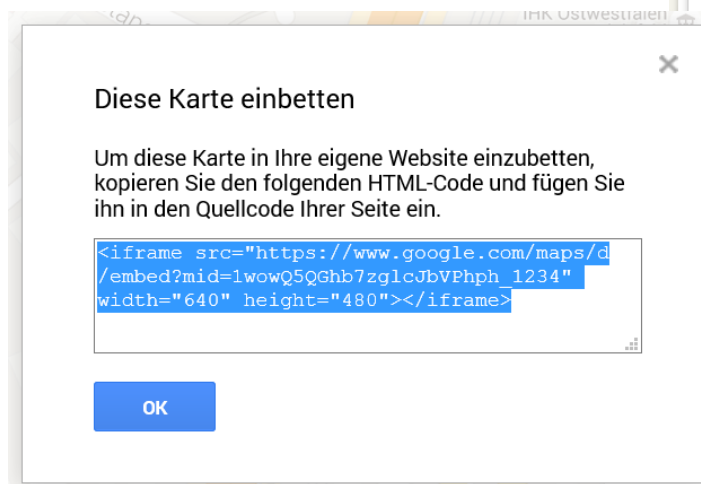 IHK Ostwestfalen
Diese Karte einbetten
Um diese Karte in Ihre eigene Website einzubetten,
kopieren Sie den folgenden HTML-Code und fügen Sie
ihn in den Quellcode Ihrer Seite ein.
<iframe src="https://www.google.com/maps/d
/embed?mid=1wowQ5QGhb7zglcJbVPhph_1234"
width="640" height="480"></iframe>
OK